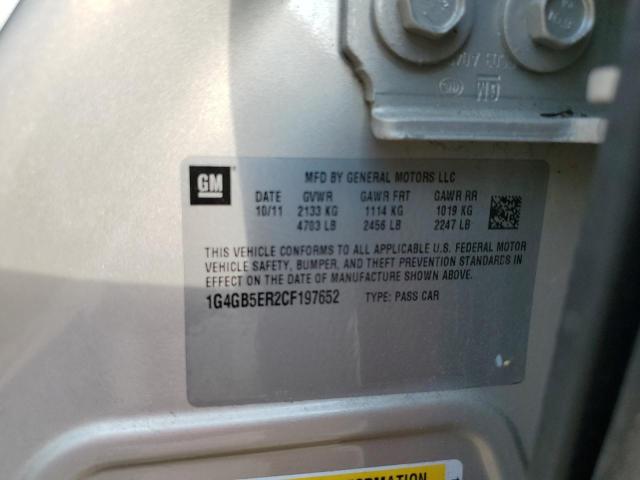 GM
MFD BY GENERAL MOTORS LLC
DATE GVWR GAWR FRT GAWR RR
10/11 2133 KG 1114 KG 1019 KG
4703 LB 2456 LB 2247 LB
THIS VEHICLE CONFORMS TO ALL APPLICABLE U.S. FEDERAL MOTOR
VEHICLE SAFETY, BUMPER, AND THEFT PREVENTION STANDARDS
IN EFFECT ON THE DATE OF MANUFACTURE SHOWN ABOVE.
1G4GB5ER2CF197652 TYPE: PASS CAR
GM